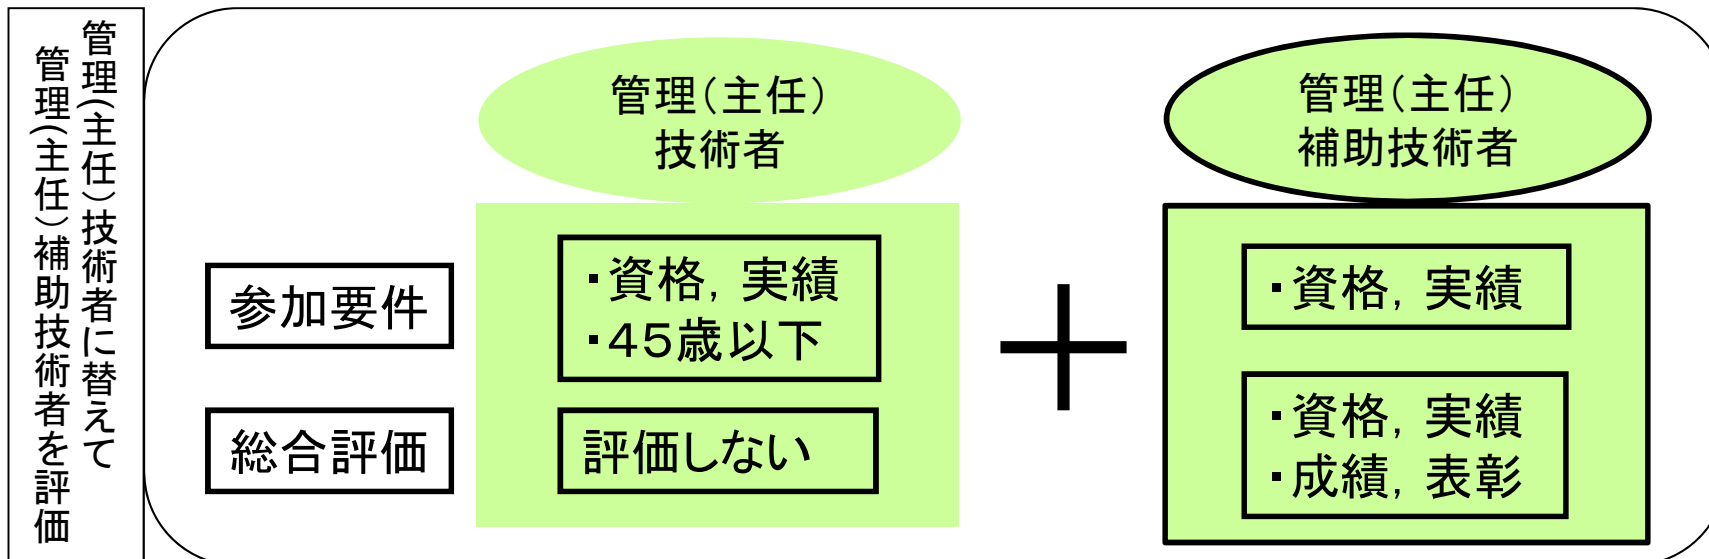 管理(主任)技術者に替えて
管理(主任)補助技術者を評価
管理(主任)
技術者
管理(主任)
補助技術者
参加要件
・資格，実績
・４５歳以下
・資格，実績
総合評価
評価しない
・資格，実績
・成績，表彰